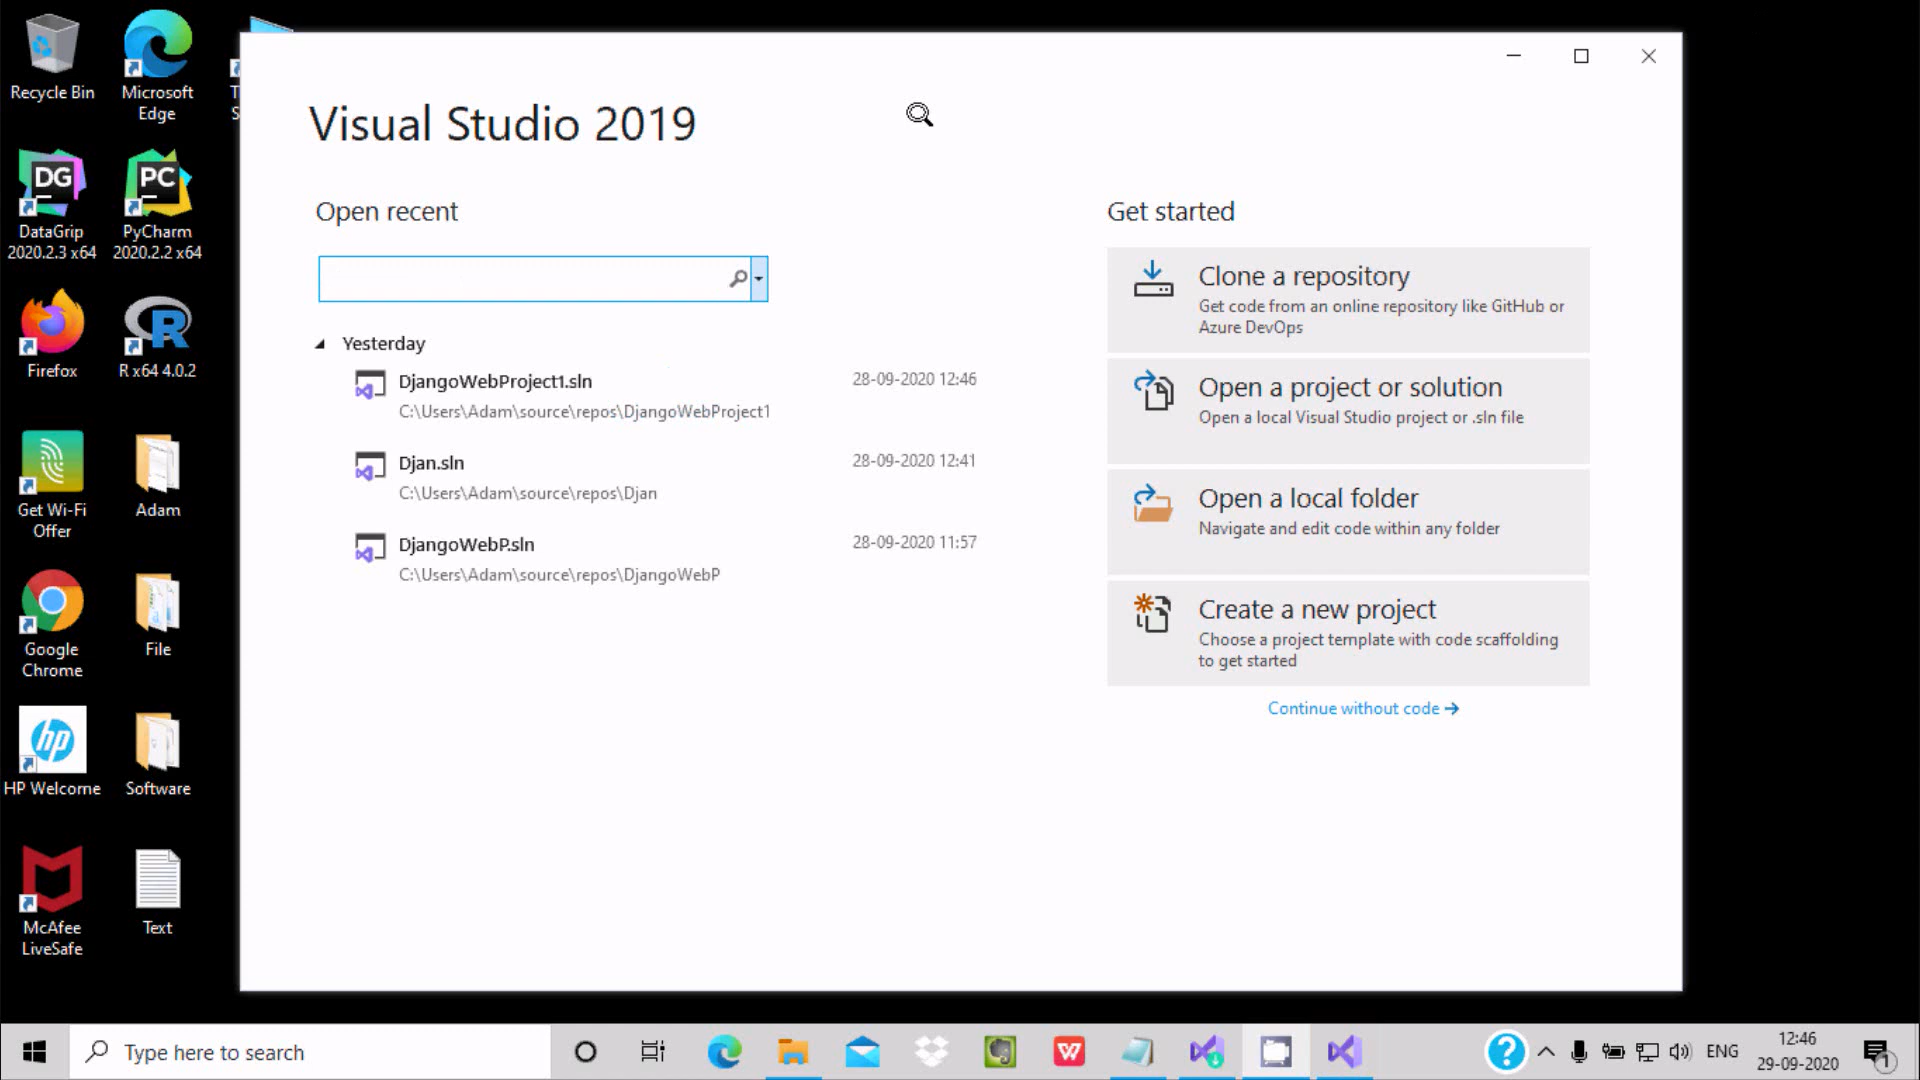 Recycle Bin
Microsoft
Edge
T
S
DG
DataGrip
2020.2.3 x64
PC
PyCharm
2020.2.2 x64
Firefox
R x64 4.0.2
Get Wi-Fi
Offer
Adam
Google
Chrome
File
hp
HP Welcome
Software
McAfee
LiveSafe
Text
Visual Studio 2019
Open recent
Yesterday
DjangoWebProject1.sln
28-09-2020 12:46
C:\Users\Adam\source\repos\DjangoWebProject1
Djan.sln
28-09-2020 12:41
C:\Users\Adam\source\repos\Djan
DjangoWebP.sln
28-09-2020 11:57
C:\Users\Adam\source\repos\DjangoWebP
Get started
Clone a repository
Get code from an online repository like GitHub or
Azure DevOps
Open a project or solution
Open a local Visual Studio project or .sln file
Open a local folder
Navigate and edit code within any folder
Create a new project
Choose a project template with code scaffolding
to get started
Continue without code →
Type here to search
W
?
ENG
12:46
29-09-2020
1